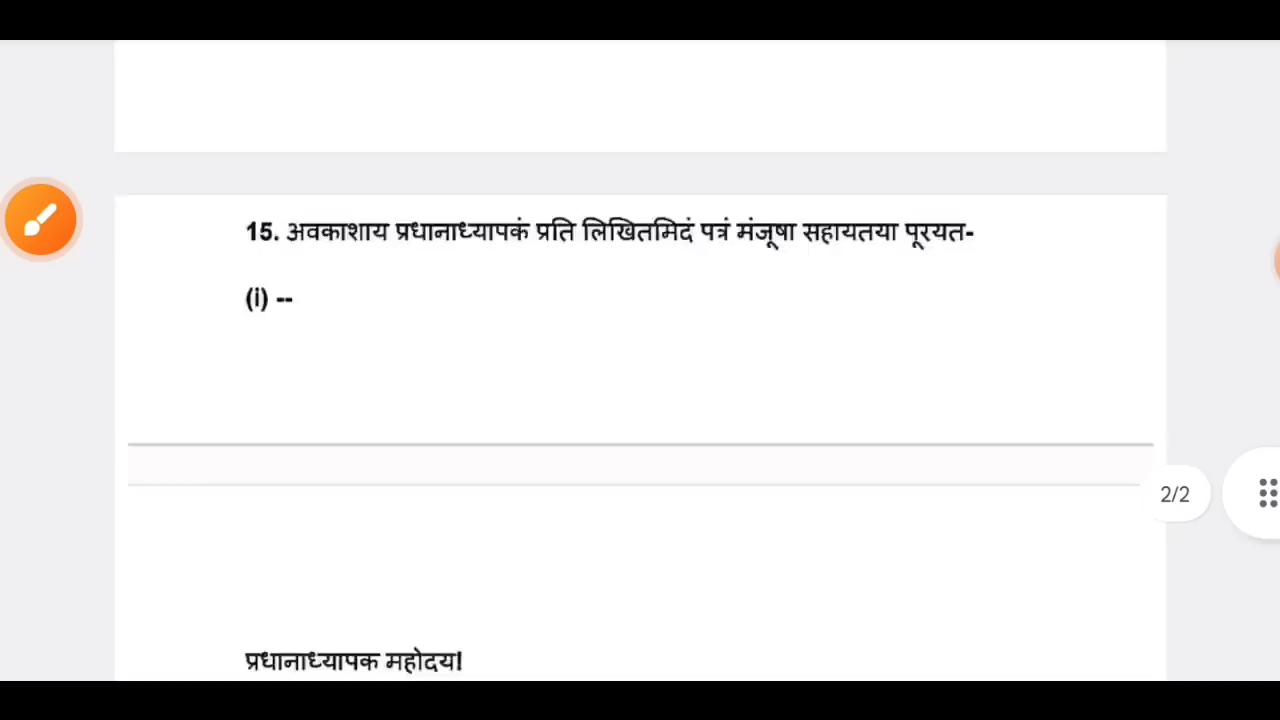 15. अवकाशाय प्रधानाध्यापकं प्रति लिखितमिदं पत्रं मंजूषा सहायतया पूरयत-
(i) --
2/2
प्रधानाध्यापक महोदय!